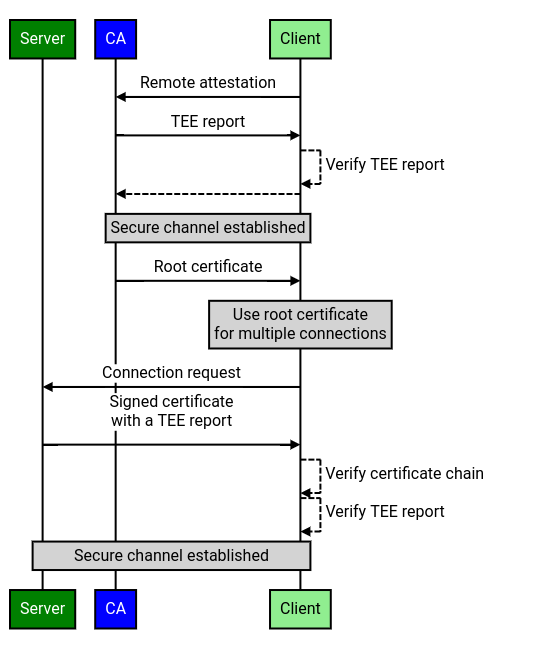 Server
CA
Client
Remote attestation
TEE report
Verify TEE report
Secure channel established
Root certificate
Use root certificate
for multiple connections
Connection request
Signed certificate
with a TEE report
Verify certificate chain
Verify TEE report
Secure channel established
Server
CA
Client